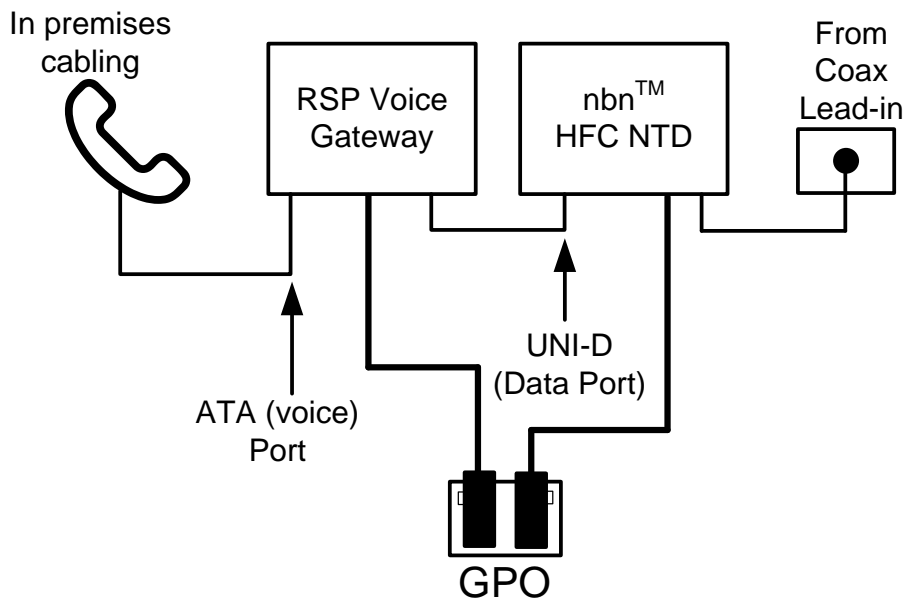 In premises
cabling
RSP Voice
Gateway
nbn™
HFC NTD
From
Coax
Lead-in
UNI-D
(Data Port)
ATA (voice)
Port
GPO